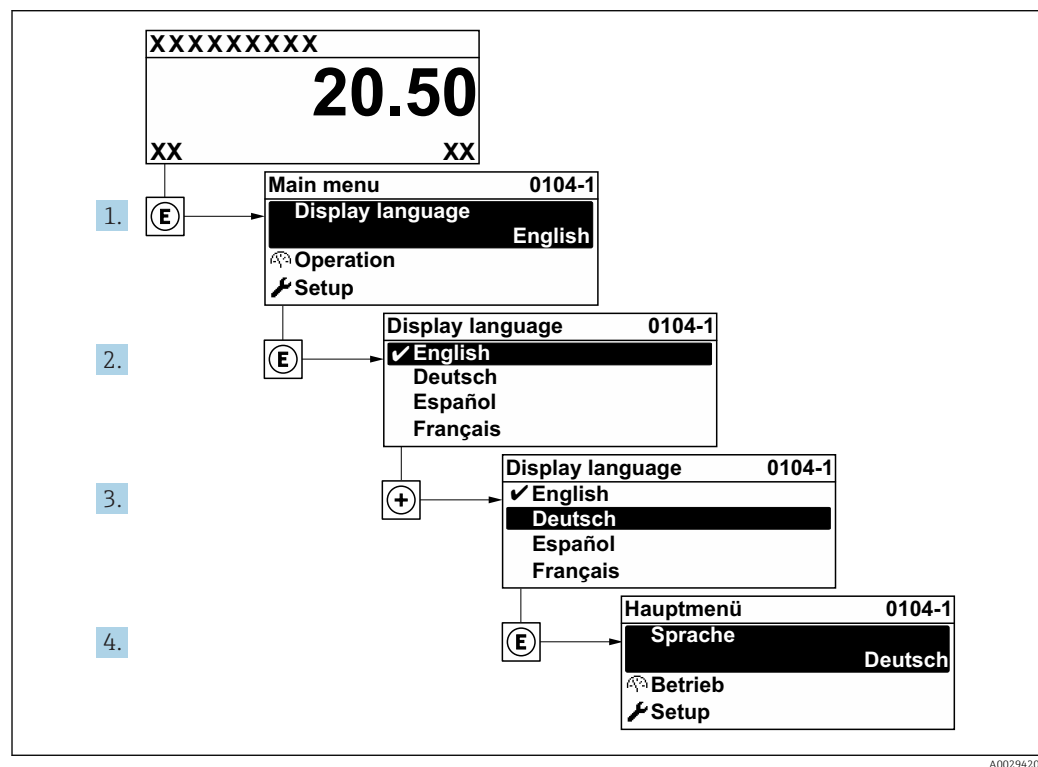 XXXXXXXXX
20.50
XX XX
1.
E
Main menu 0104-1
Display language
English
Operation
Setup
2.
E
Display language 0104-1
✔English
Deutsch
Español
Français
3.
+
Display language 0104-1
✔English
Deutsch
Español
Français
4.
E
Hauptmenü 0104-1
Sprache
Deutsch
Betrieb
Setup
A0029420